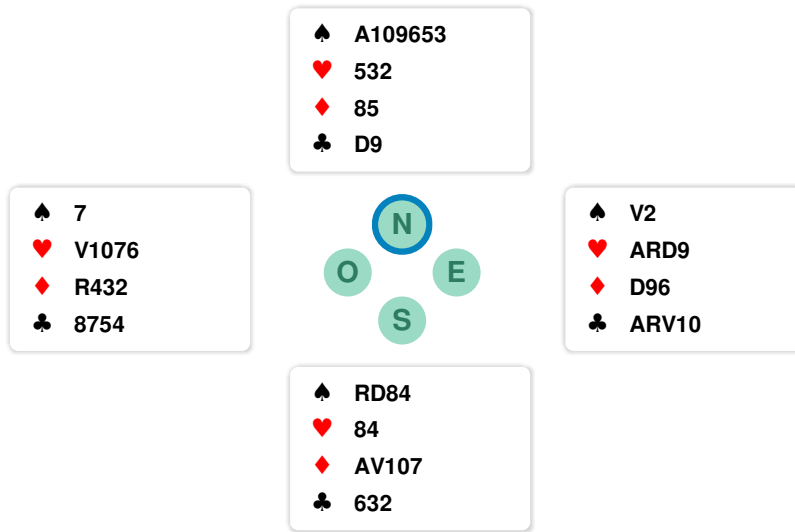 ♠ A109653
♥ 532
♦ 85
♣ D9
♠ 7
♥ V1076
♦ R432
♣ 8754
N
O E
S
♠ V2
♥ ARD9
♦ D96
♣ ARV10
♠ RD84
♥ 84
♦ AV107
♣ 632